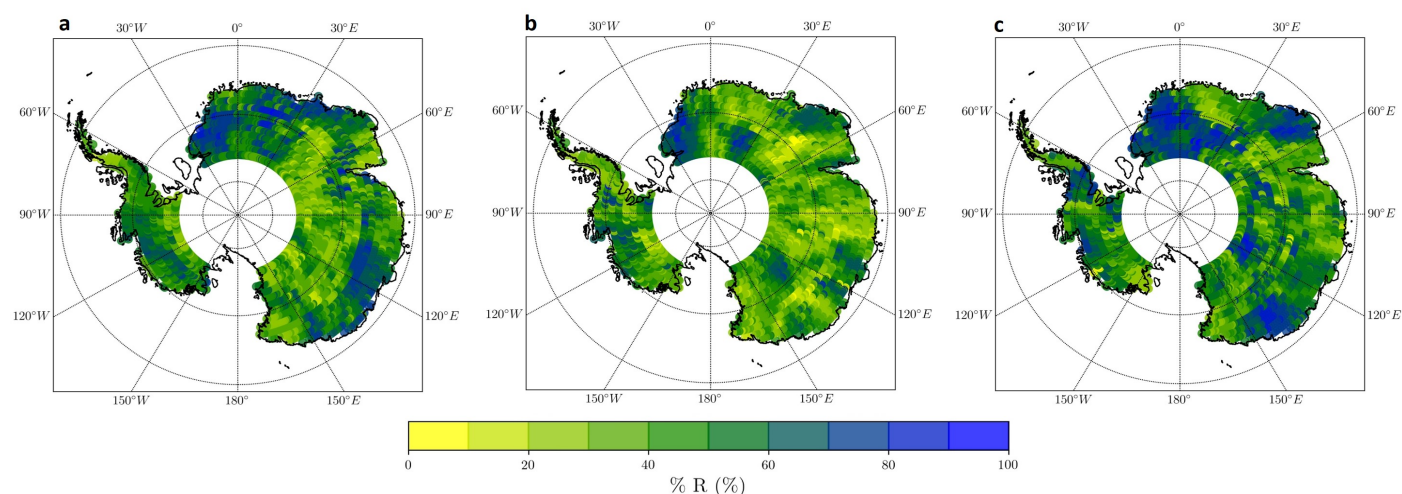 a b c
30°W 0° 30°E 30°W 0° 30°E 30°W 0° 30°E
60°W 60°E 60°W 60°E 60°W 60°E
90°W 90°E 90°W 90°E 90°W 90°E
120°W 120°E 120°W 120°E 120°W 120°E
150°W 180° 150°E 150°W 180° 150°E 150°W 180° 150°E
0 20 40 60 80 100
% R (%)